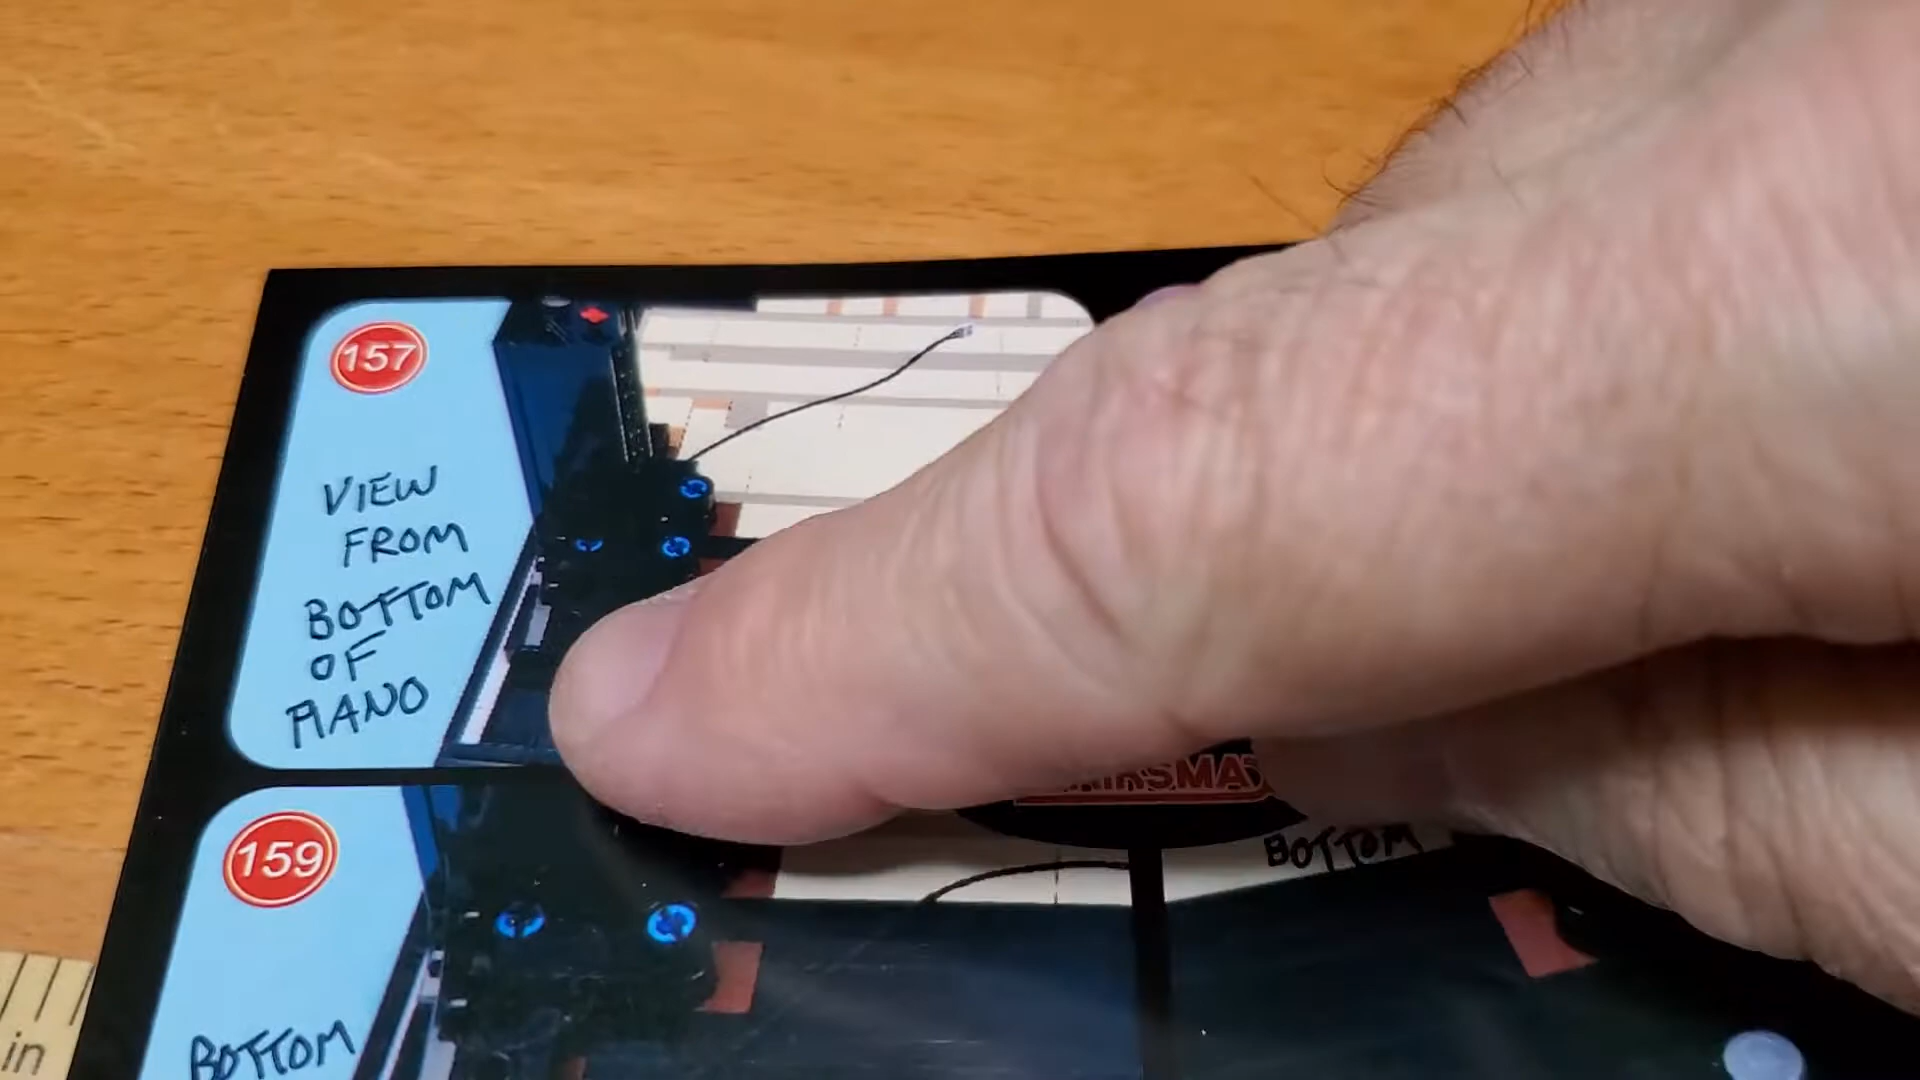 157
VIEW
FROM
BOTTOM
OF
PIANO
159
BOTTOM
BOTTOM
in